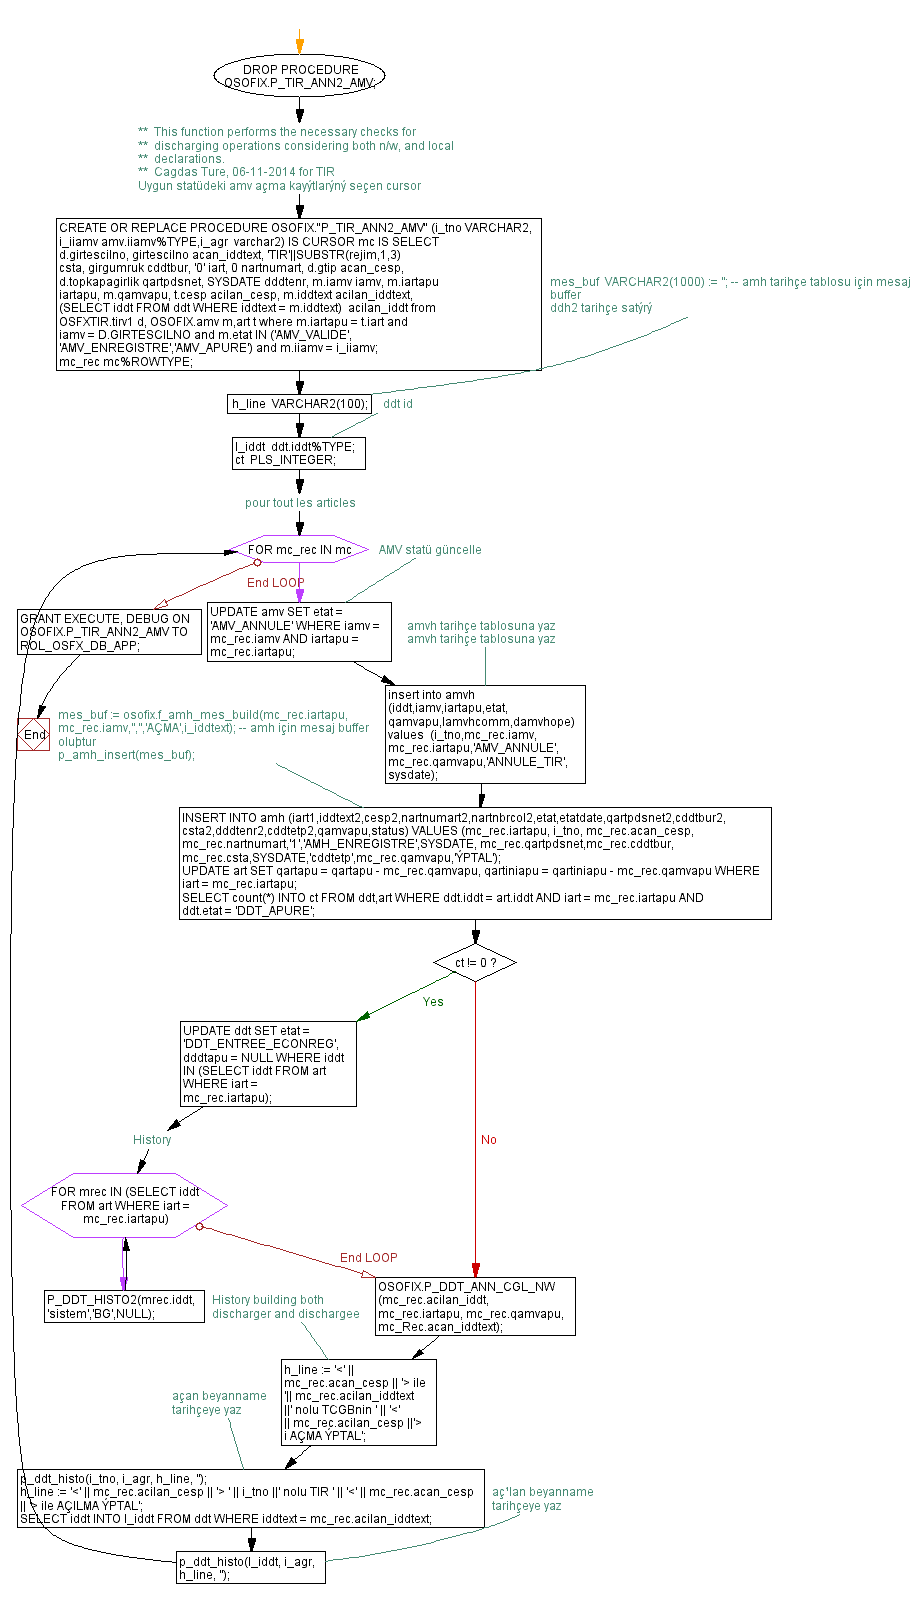 DROP PROCEDURE
OSOFIX.P_TIR_ANN2_AMV;
** This function performs the necessary checks for
** discharging operations considering both n/w, and local
** declarations.
** Cagdas Ture, 06-11-2014 for TIR
Uygun statüdeki amv açma kayýtlarýný seçen cursor
CREATE OR REPLACE PROCEDURE OSOFIX."P_TIR_ANN2_AMV" (i_tno VARCHAR2,
i_iiamv amv.iiamv%TYPE,i_agr varchar2) IS CURSOR mc IS SELECT
d.girtescilno, girtescilno acan_iddtext, 'TIR'||SUBSTR(rejim,1,3)
csta, girgumruk cddtbur, '0' iart, 0 nartnumart, d.gtip acan_cesp,
d.topkapagirlik qartpdsnet, SYSDATE dddtenr, m.iamv iamv, m.iartapu
iartapu, m.qamvapu, t.cesp acilan_cesp, m.iddtext acilan_iddtext,
(SELECT iddt FROM ddt WHERE iddtext = m.iddtext) acilan_iddt from
OSFXTIR.tirv1 d, OSOFIX.amv m,art t where m.iartapu = t.iart and
iamv = D.GIRTESCILNO and m.etat IN ('AMV_VALIDE',
'AMV_ENREGISTRE','AMV_APURE') and m.iiamv = i_iiamv;
mc_rec mc%ROWTYPE;
mes_buf VARCHAR2(1000) := ''; -- amh tarihçe tablosu için mesaj
buffer
ddh2 tarihçe satýrý
h_line VARCHAR2(100);
ddt id
l_iddt ddt.iddt%TYPE;
ct PLS_INTEGER;
pour tout les articles
FOR mc_rec IN mc
AMV statü güncelle
End LOOP
GRANT EXECUTE, DEBUG ON
OSOFIX.P_TIR_ANN2_AMV TO
ROL_OSFX_DB_APP;
UPDATE amv SET etat =
'AMV_ANNULE' WHERE iamv =
mc_rec.iamv AND iartapu =
mc_rec.iartapu;
amvh tarihçe tablosuna yaz
amvh tarihçe tablosuna yaz
End
mes_buf := osofix.f_amh_mes_build(mc_rec.iartapu,
mc_rec.iamv,'','','AÇMA',i_iddtext); -- amh için mesaj buffer
oluþtur
p_amh_insert(mes_buf);
insert into amvh
(iddt,iamv,iartapu,etat,
qamvapu,lamvhcomm,damvhope)
values (i_tno,mc_rec.iamv,
mc_rec.iartapu,'AMV_ANNULE',
mc_rec.qamvapu,'ANNULE_TIR',
sysdate);
INSERT INTO amh (iart1,iddtext2,cesp2,nartnumart2,nartnbrcol2,etat,etatdate,qartpdsnet2,cddtbur2,
csta2,dddtenr2,cddtetp2,qamvapu,status) VALUES (mc_rec.iartapu, i_tno, mc_rec.acan_cesp,
mc_rec.nartnumart,'1','AMH_ENREGISTRE',SYSDATE, mc_rec.qartpdsnet,mc_rec.cddtbur,
mc_rec.csta,SYSDATE,'cddtetp',mc_rec.qamvapu,'ÝPTAL');
UPDATE art SET qartapu = qartapu - mc_rec.qamvapu, qartiniapu = qartiniapu - mc_rec.qamvapu WHERE
iart = mc_rec.iartapu;
SELECT count(*) INTO ct FROM ddt,art WHERE ddt.iddt = art.iddt AND iart = mc_rec.iartapu AND
ddt.etat = 'DDT_APURE';
ct != 0 ?
Yes
UPDATE ddt SET etat =
'DDT_ENTREE_ECONREG',
dddtapu = NULL WHERE iddt
IN (SELECT iddt FROM art
WHERE iart =
mc_rec.iartapu);
History
No
FOR mrec IN (SELECT iddt
FROM art WHERE iart =
mc_rec.iartapu)
End LOOP
P_DDT_HISTO2(mrec.iddt,
'sistem','BG',NULL);
OSOFIX.P_DDT_ANN_CGL_NW
(mc_rec.acilan_iddt,
mc_rec.iartapu, mc_rec.qamvapu,
mc_Rec.acan_iddtext);
History building both
discharger and dischargee
h_line := '<' ||
mc_rec.acan_cesp || '> ile
'|| mc_rec.acilan_iddtext
||' nolu TCGBnin ' || '<'
|| mc_rec.acilan_cesp ||'>
i AÇMA ÝPTAL';
açan beyanname
tarihçeye yaz
p_ddt_histo(i_tno, i_agr, h_line, '');
h_line := '<' || mc_rec.acilan_cesp || '> ' || i_tno ||' nolu TIR ' || '<' || mc_rec.acan_cesp
|| '> ile AÇILMA ÝPTAL';
SELECT iddt INTO l_iddt FROM ddt WHERE iddtext = mc_rec.acilan_iddtext;
aç'lan beyanname
tarihçeye yaz
p_ddt_histo(l_iddt, i_agr,
h_line, '');